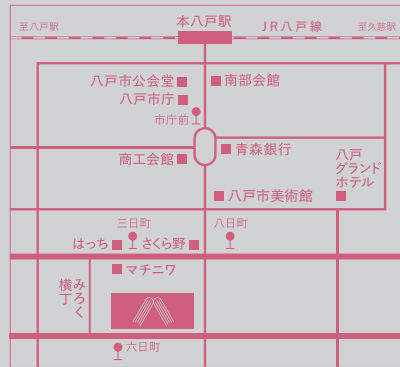 本八戸駅
至八戸駅
JR八戸線
至久慈駅
八戸市公会堂
南部会館
八戸市庁
市庁前
青森銀行
商工会館
八戸
グランド
ホテル
八戸市美術館
三日町
八日町
はっち
さくら野
マチニワ
みろく
横丁
六日町